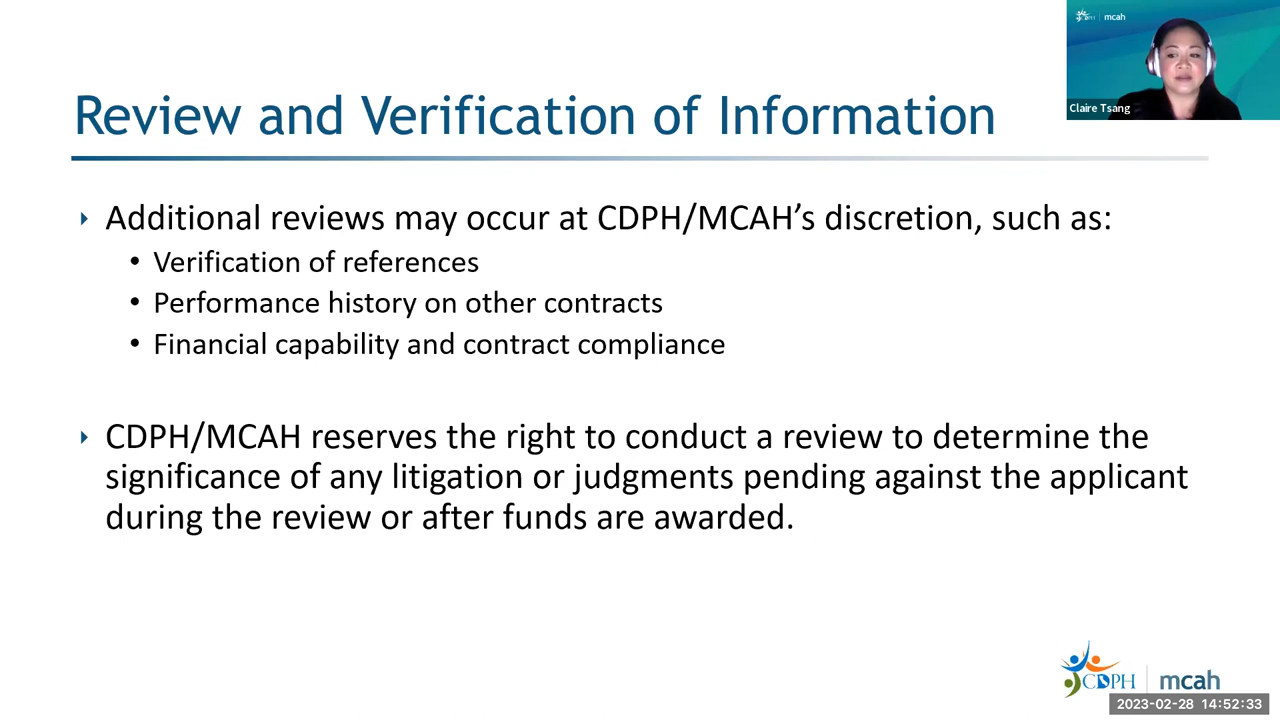 CDPH mcah
Claire Tsang
Review and Verification of Information
Additional reviews may occur at CDPH/MCAH’s discretion, such as:
• Verification of references
• Performance history on other contracts
• Financial capability and contract compliance
CDPH/MCAH reserves the right to conduct a review to determine the
significance of any litigation or judgments pending against the applicant
during the review or after funds are awarded.
CDPH mcah
2023-02-28 14:52:33